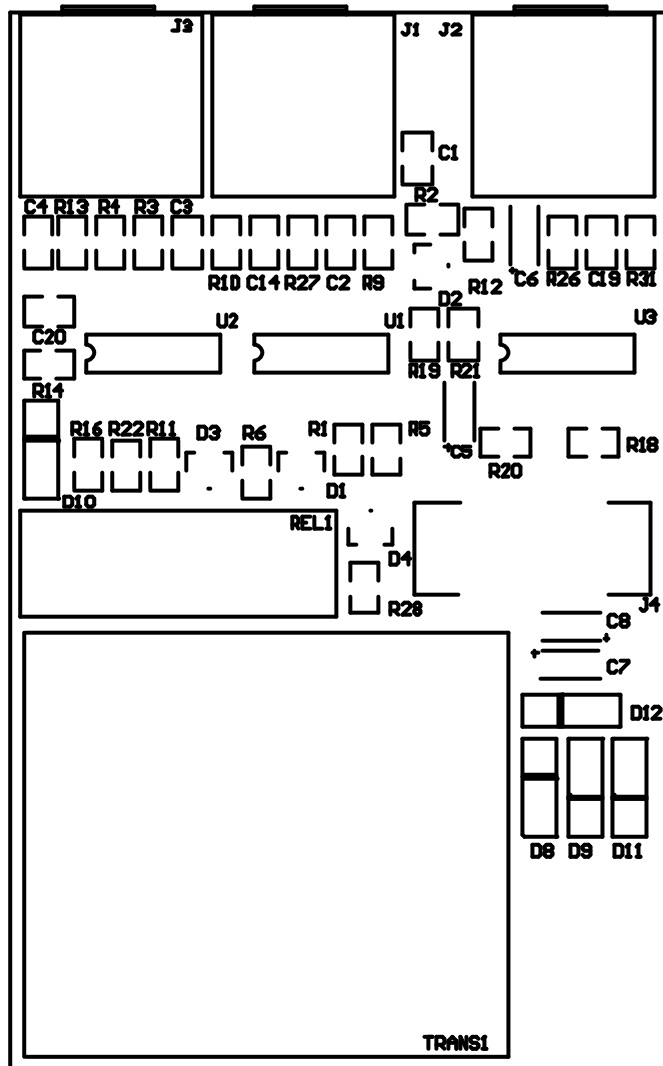 J3 J1 J2
C1
R2
C4 R13 R4 R3 C3
R10 C14 R27 C2 R9 R12 C6 R26 C19 R31
D2
C20 U2 U1 U3
R14 R19 R21
R16 R22 R11 D3 R6 R1 R5 C5 R20 R18
D10 D1
REL1
D4
R28 J4
C8
C7
D12
D8 D9 D11
TRANS1